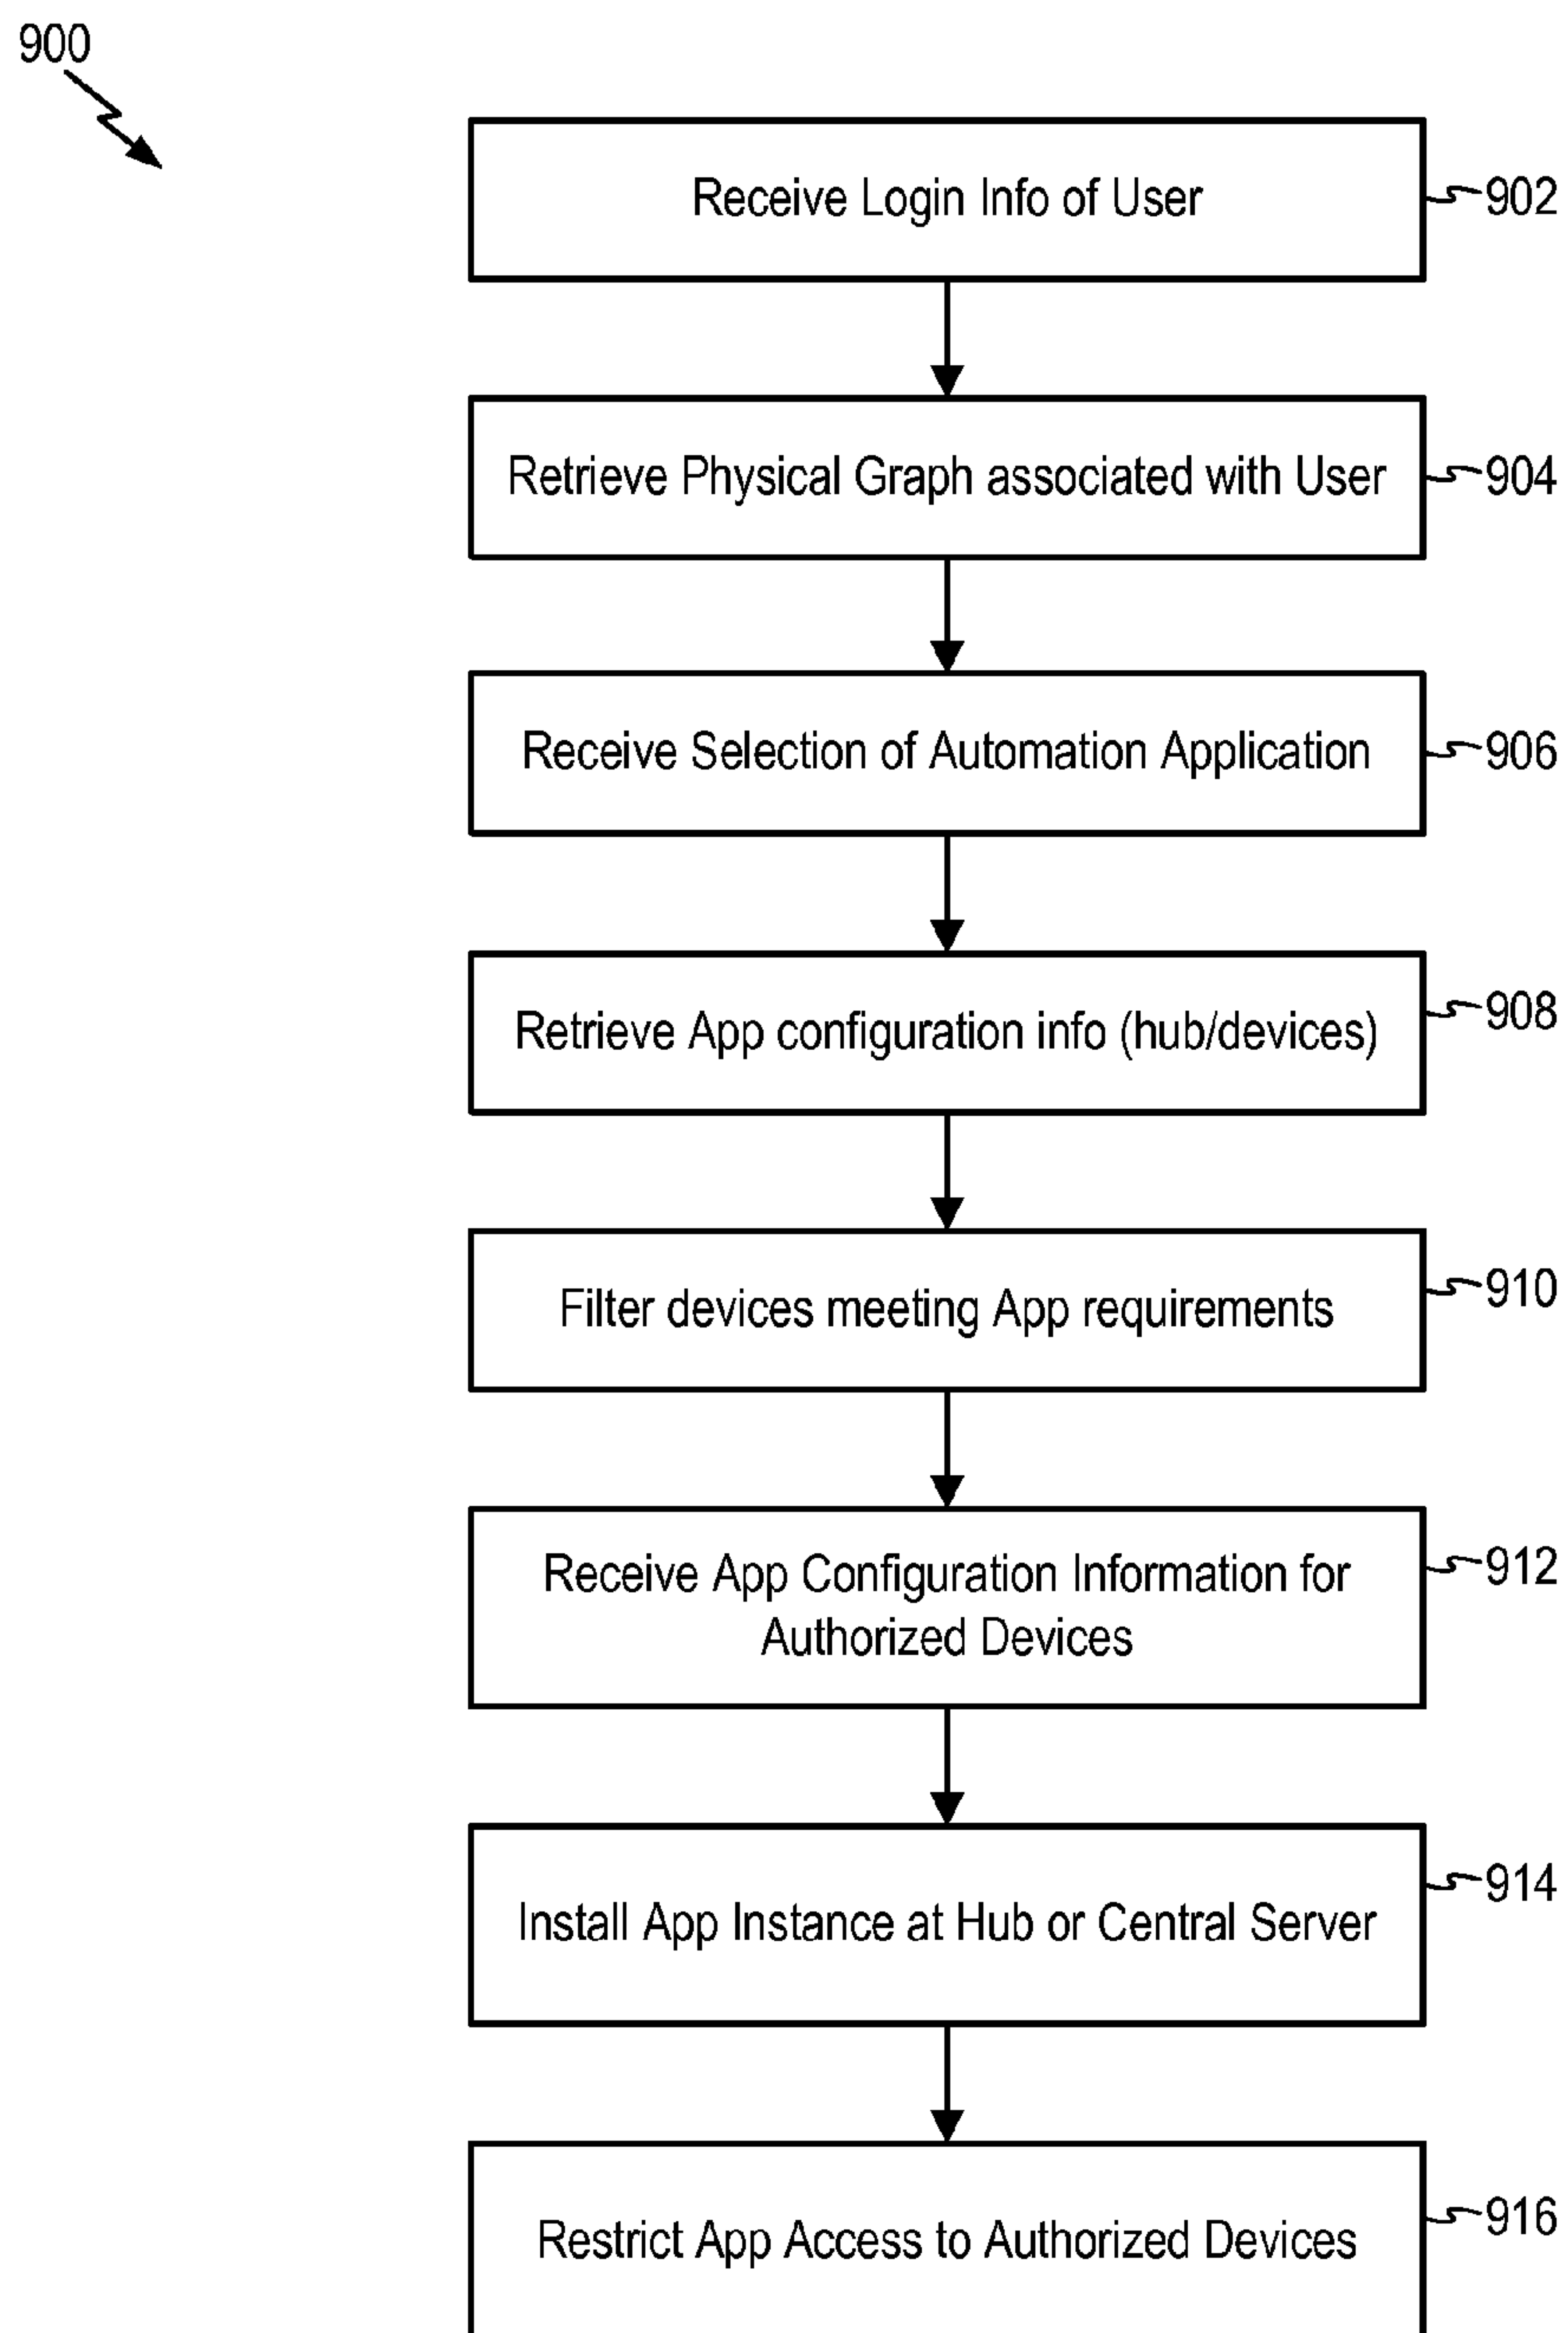 900
Receive Login Info of User
902
Retrieve Physical Graph associated with User
904
Receive Selection of Automation Application
906
Retrieve App configuration info (hub/devices)
908
Filter devices meeting App requirements
910
Receive App Configuration Information for
Authorized Devices
912
Install App Instance at Hub or Central Server
914
Restrict App Access to Authorized Devices
916